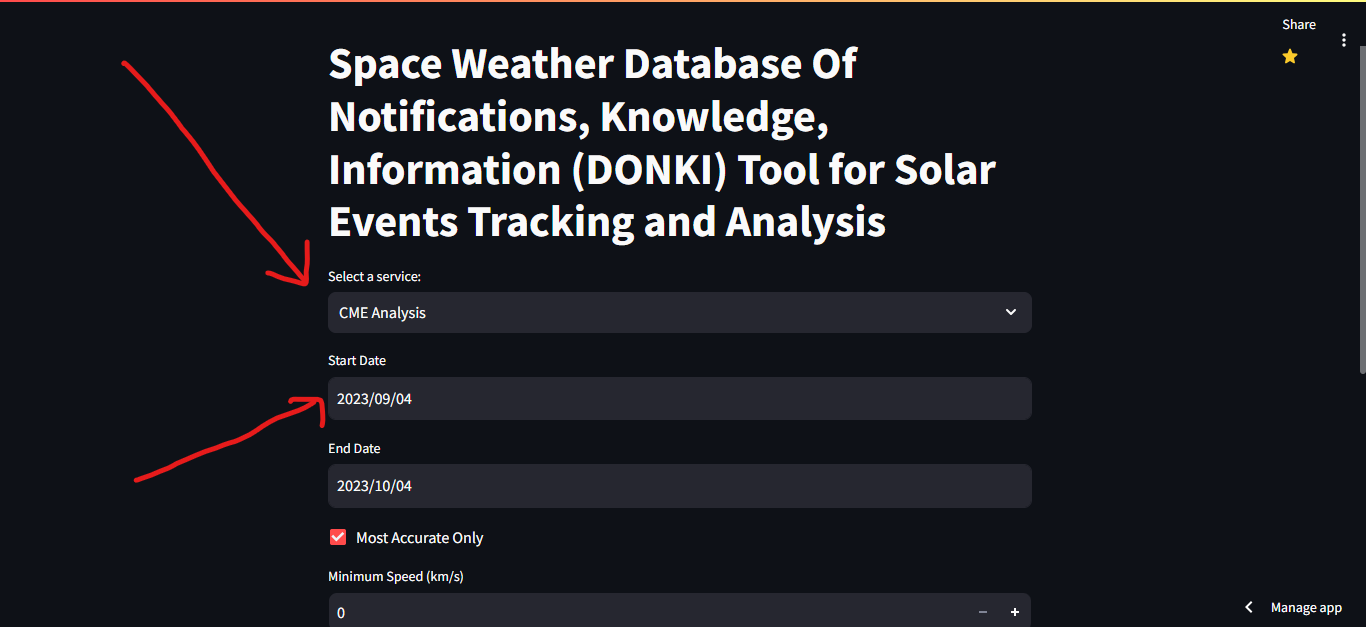 Share
Space Weather Database Of
Notifications, Knowledge,
Information (DONKI) Tool for Solar
Events Tracking and Analysis
Select a service:
CME Analysis
Start Date
2023/09/04
End Date
2023/10/04
Most Accurate Only
Minimum Speed (km/s)
0
Manage app